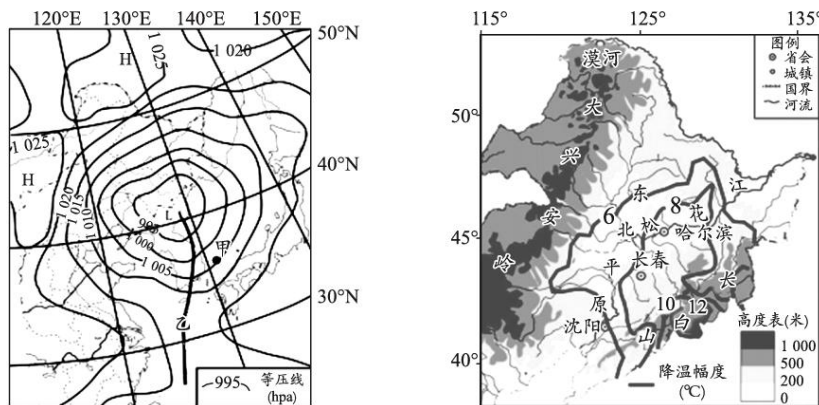 120°E 130°E 140°E 150°E
50°N
40°N
30°N
H
1 025
1 020
1 025
H
1 020
1 015
1 010
995
1 000
1 005
L
甲
乙
995 等压线
(hpa)
115° 125° 135°
50°
45°
40°
图例
省会
城镇
国界
河流
漠河
大
兴
安
岭
东
北
平
原
松
花
江
6
8
10
12
哈尔滨
长春
沈阳
长
白
山
高度表(米)
1 000
500
200
0
降温幅度
(℃)